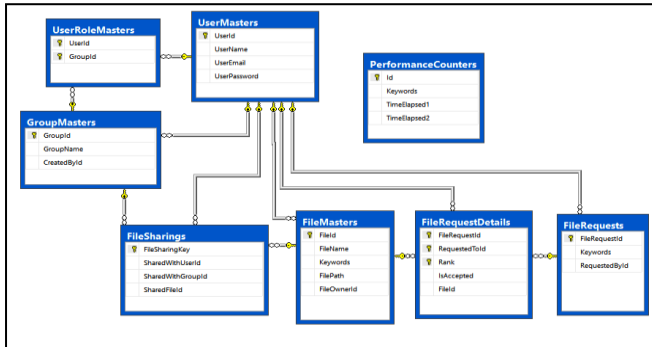 UserRoleMasters
UserId
GroupId
UserMasters
UserId
UserName
UserEmail
UserPassword
PerformanceCounters
Id
Keywords
TimeElapsed1
TimeElapsed2
GroupMasters
GroupId
GroupName
CreatedById
FileSharings
FileSharingKey
SharedWithUserId
SharedWithGroupId
SharedFileId
FileMasters
FileId
FileName
Keywords
FilePath
FileOwnerId
FileRequestDetails
FileRequestId
RequestedToId
Rank
IsAccepted
FileId
FileRequests
FileRequestId
Keywords
RequestedById